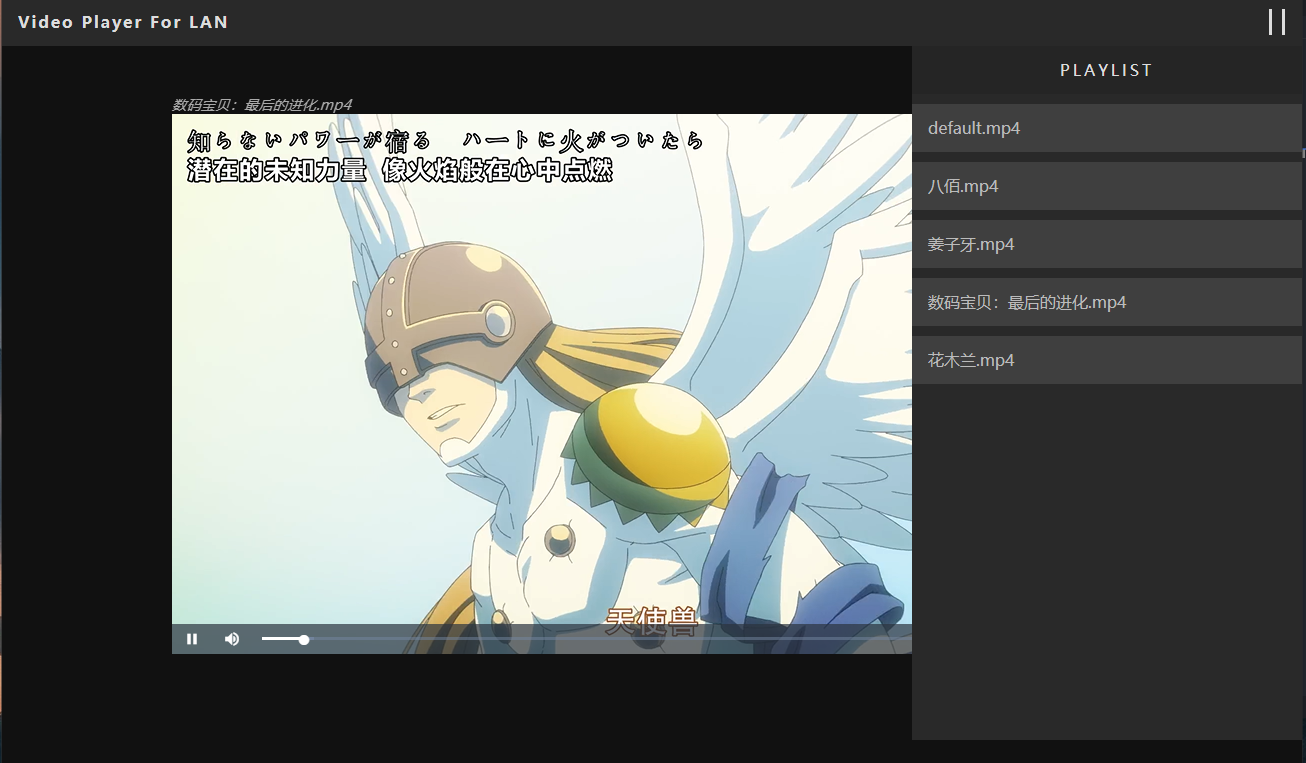 Video Player For LAN
数码宝贝：最后的进化.mp4
知らないパワーが宿る ハートに火がついたら
潜在的未知力量 像火焰般在心中点燃
天使兽
PLAYLIST
default.mp4
八佰.mp4
姜子牙.mp4
数码宝贝：最后的进化.mp4
花木兰.mp4